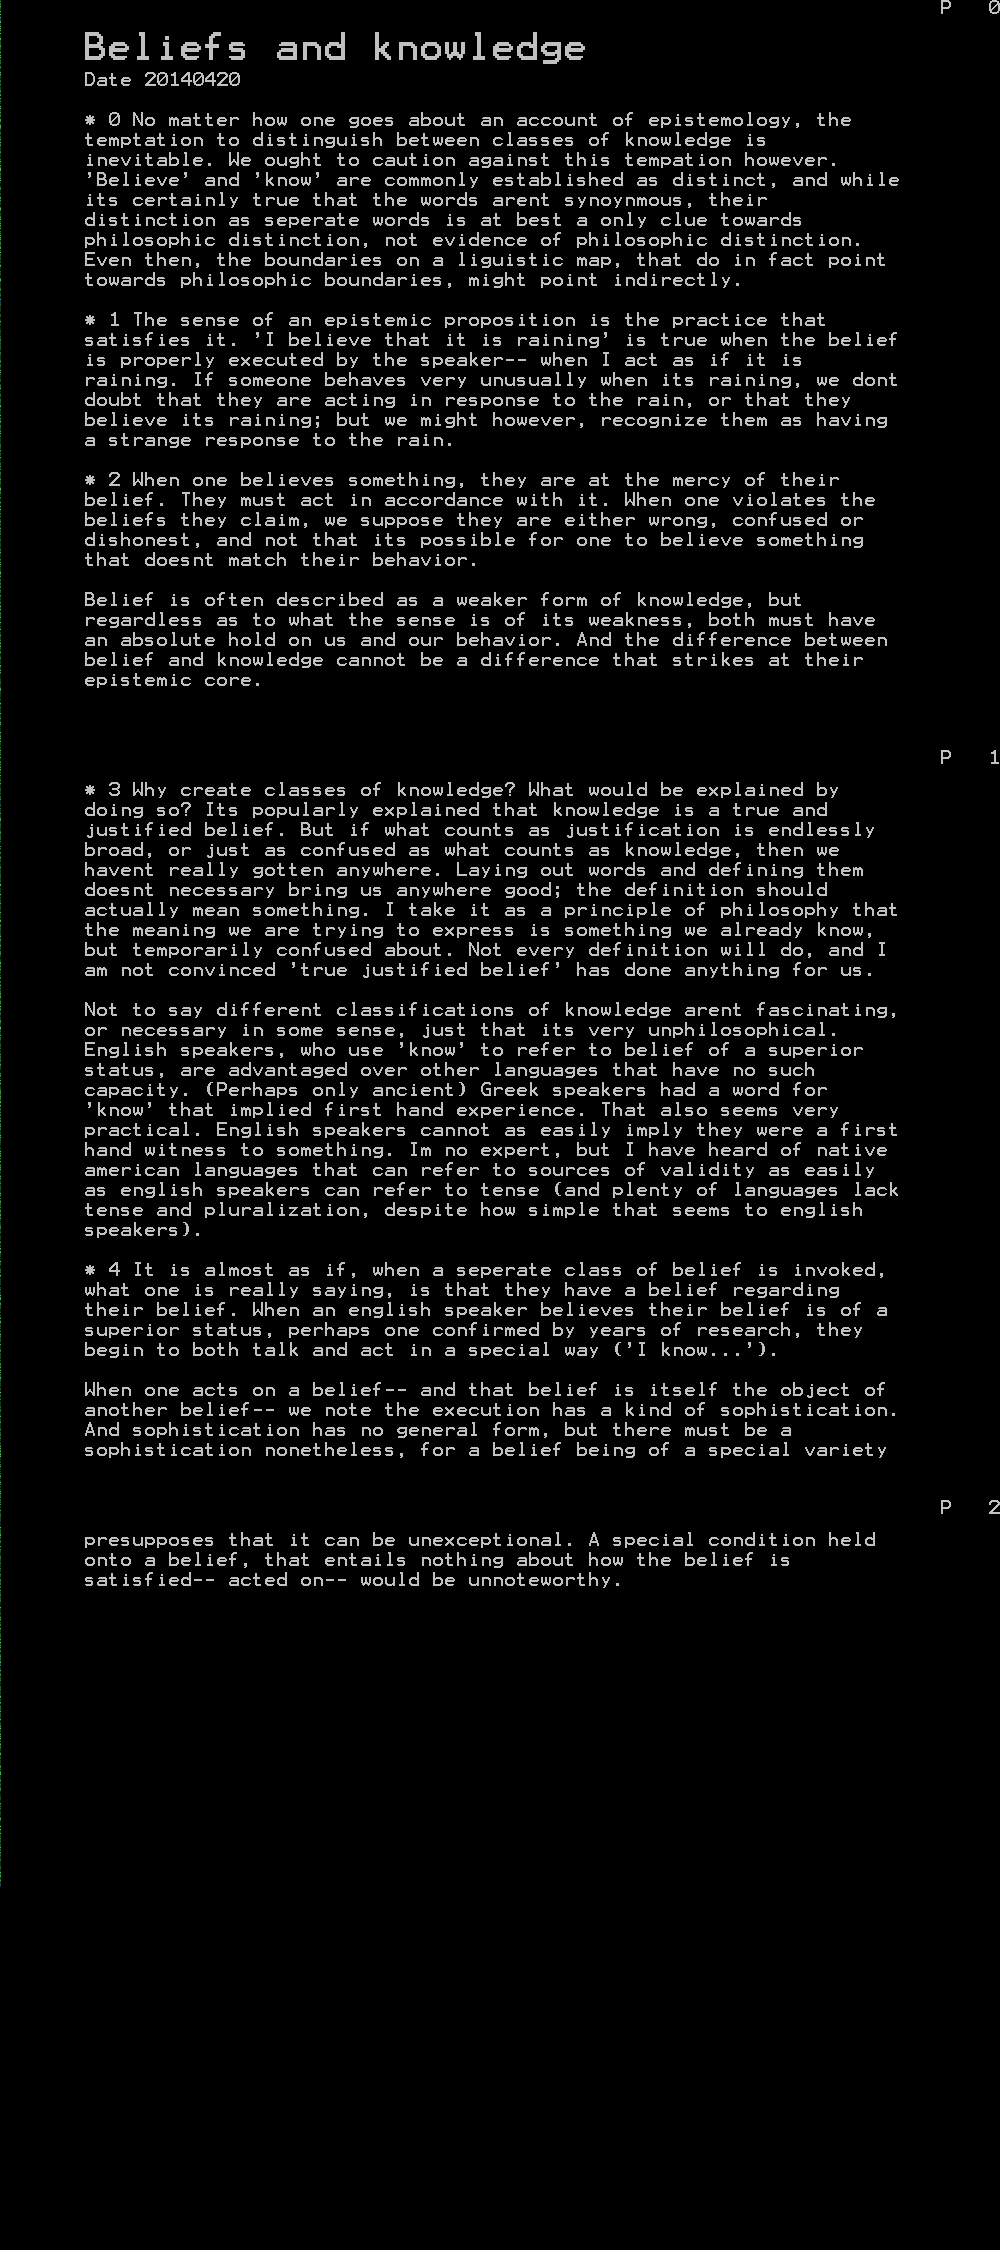 P   0
Beliefs and knowledge
Date 20140420
* 0 No matter how one goes about an account of epistemology, the
temptation to distinguish between classes of knowledge is
inevitable. We ought to caution against this tempation however.
'Believe' and 'know' are commonly established as distinct, and while
its certainly true that the words arent synoynmous, their
distinction as seperate words is at best a only clue towards
philosophic distinction, not evidence of philosophic distinction.
Even then, the boundaries on a liguistic map, that do in fact point
towards philosophic boundaries, might point indirectly.
* 1 The sense of an epistemic proposition is the practice that
satisfies it. 'I believe that it is raining' is true when the belief
is properly executed by the speaker-- when I act as if it is
raining. If someone behaves very unusually when its raining, we dont
doubt that they are acting in response to the rain, or that they
believe its raining; but we might however, recognize them as having
a strange response to the rain.
* 2 When one believes something, they are at the mercy of their
belief. They must act in accordance with it. When one violates the
beliefs they claim, we suppose they are either wrong, confused or
dishonest, and not that its possible for one to believe something
that doesnt match their behavior.
Belief is often described as a weaker form of knowledge, but
regardless as to what the sense is of its weakness, both must have
an absolute hold on us and our behavior. And the difference between
belief and knowledge cannot be a difference that strikes at their
epistemic core.
P   1
* 3 Why create classes of knowledge? What would be explained by
doing so? Its popularly explained that knowledge is a true and
justified belief. But if what counts as justification is endlessly
broad, or just as confused as what counts as knowledge, then we
havent really gotten anywhere. Laying out words and defining them
doesnt necessary bring us anywhere good; the definition should
actually mean something. I take it as a principle of philosophy that
the meaning we are trying to express is something we already know,
but temporarily confused about. Not every definition will do, and I
am not convinced 'true justified belief' has done anything for us.
Not to say different classifications of knowledge arent fascinating,
or necessary in some sense, just that its very unphilosophical.
English speakers, who use 'know' to refer to belief of a superior
status, are advantaged over other languages that have no such
capacity. (Perhaps only ancient) Greek speakers had a word for
'know' that implied first hand experience. That also seems very
practical. English speakers cannot as easily imply they were a first
hand witness to something. Im no expert, but I have heard of native
american languages that can refer to sources of validity as easily
as english speakers can refer to tense (and plenty of languages lack
tense and pluralization, despite how simple that seems to english
speakers).
* 4 It is almost as if, when a seperate class of belief is invoked,
what one is really saying, is that they have a belief regarding
their belief. When an english speaker believes their belief is of a
superior status, perhaps one confirmed by years of research, they
begin to both talk and act in a special way ('I know...').
When one acts on a belief-- and that belief is itself the object of
another belief-- we note the execution has a kind of sophistication.
And sophistication has no general form, but there must be a
sophistication nonetheless, for a belief being of a special variety
P   2
presupposes that it can be unexceptional. A special condition held
onto a belief, that entails nothing about how the belief is
satisfied-- acted on-- would be unnoteworthy.